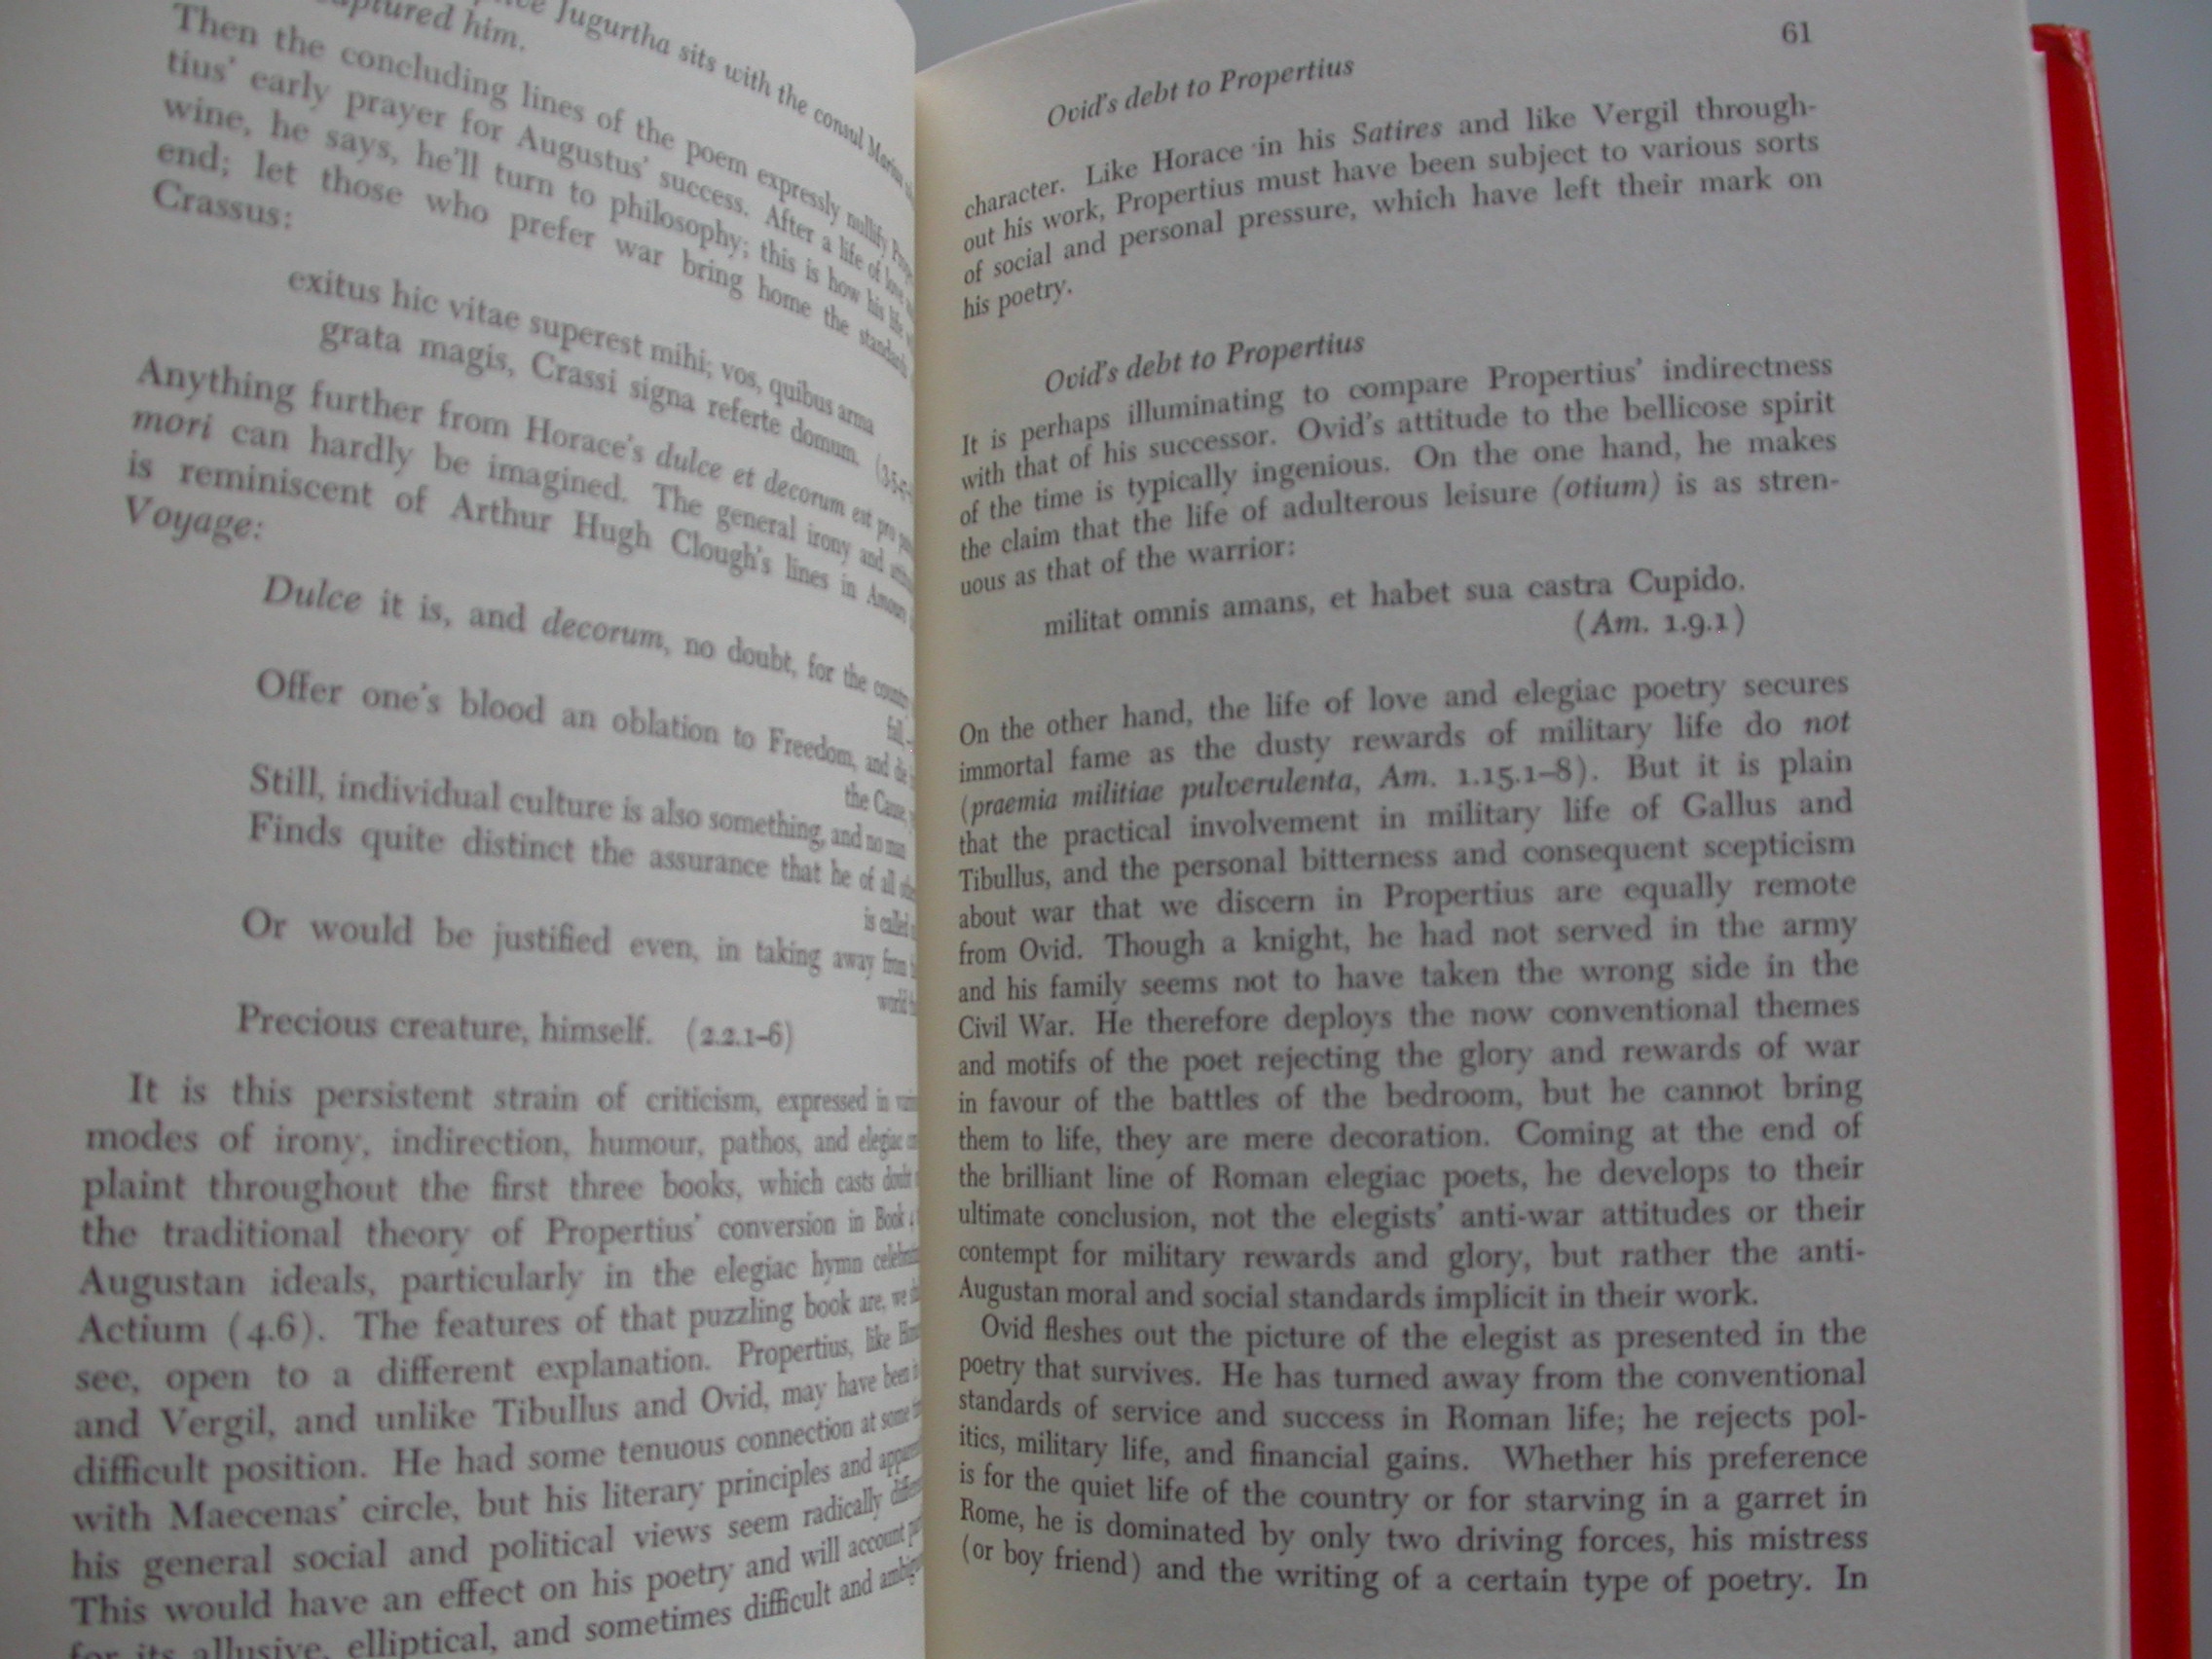 Jugurtha sits with the consul Marius
captured him.
Then the concluding lines of the poem expressly nullify
tius' early prayer for Augustus' success. After a life of love
wine, he says, he'll turn to philosophy; this is how his life
end; let those who prefer war bring home the standards
Crassus:
exitus hic vitae superest mihi; vos, quibus arma
grata magis, Crassi signa referte domum.
Anything further from Horace's dulce et decorum est pro
mori can hardly be imagined. The general irony and
is reminiscent of Arthur Hugh Clough's lines in Amours
Voyage:
Dulce it is, and decorum, no doubt, for the country
fall,—
Offer one's blood an oblation to Freedom, and die
the Cause,
Still, individual culture is also something, and no man
Finds quite distinct the assurance that he of all
is called
Or would be justified even, in taking away from
world
Precious creature, himself. (2.2.1–6)
It is this persistent strain of criticism, expressed in
modes of irony, indirection, humour, pathos, and elegiac
plaint throughout the first three books, which casts doubt
the traditional theory of Propertius' conversion in Book
Augustan ideals, particularly in the elegiac hymn
Actium (4.6). The features of that puzzling book are, we
see, open to a different explanation. Propertius, like
and Vergil, and unlike Tibullus and Ovid, may have been
difficult position. He had some tenuous connection at some
with Maecenas' circle, but his literary principles and
his general social and political views seem radically
This would have an effect on his poetry and will account
for its allusive, elliptical, and sometimes difficult and
61
Ovid's debt to Propertius
character. Like Horace in his Satires and like Vergil through-
out his work, Propertius must have been subject to various sorts
of social and personal pressure, which have left their mark on
his poetry.
Ovid's debt to Propertius
It is perhaps illuminating to compare Propertius' indirectness
with that of his successor. Ovid's attitude to the bellicose spirit
of the time is typically ingenious. On the one hand, he makes
the claim that the life of adulterous leisure (otium) is as stren-
uous as that of the warrior:
militat omnis amans, et habet sua castra Cupido.
(Am. 1.9.1)
On the other hand, the life of love and elegiac poetry secures
immortal fame as the dusty rewards of military life do not
(praemia militiae pulverulenta, Am. 1.15.1–8). But it is plain
that the practical involvement in military life of Gallus and
Tibullus, and the personal bitterness and consequent scepticism
about war that we discern in Propertius are equally remote
from Ovid. Though a knight, he had not served in the army
and his family seems not to have taken the wrong side in the
Civil War. He therefore deploys the now conventional themes
and motifs of the poet rejecting the glory and rewards of war
in favour of the battles of the bedroom, but he cannot bring
them to life, they are mere decoration. Coming at the end of
the brilliant line of Roman elegiac poets, he develops to their
ultimate conclusion, not the elegists' anti-war attitudes or their
contempt for military rewards and glory, but rather the anti-
Augustan moral and social standards implicit in their work.
Ovid fleshes out the picture of the elegist as presented in the
poetry that survives. He has turned away from the conventional
standards of service and success in Roman life; he rejects pol-
itics, military life, and financial gains. Whether his preference
is for the quiet life of the country or for starving in a garret in
Rome, he is dominated by only two driving forces, his mistress
(or boy friend) and the writing of a certain type of poetry. In